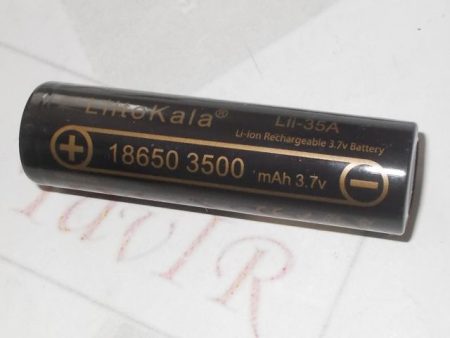 LiitoKala® Lii-35A
Li-ion Rechargeable 3.7v Battery
+ 18650 3500 mAh 3.7v −